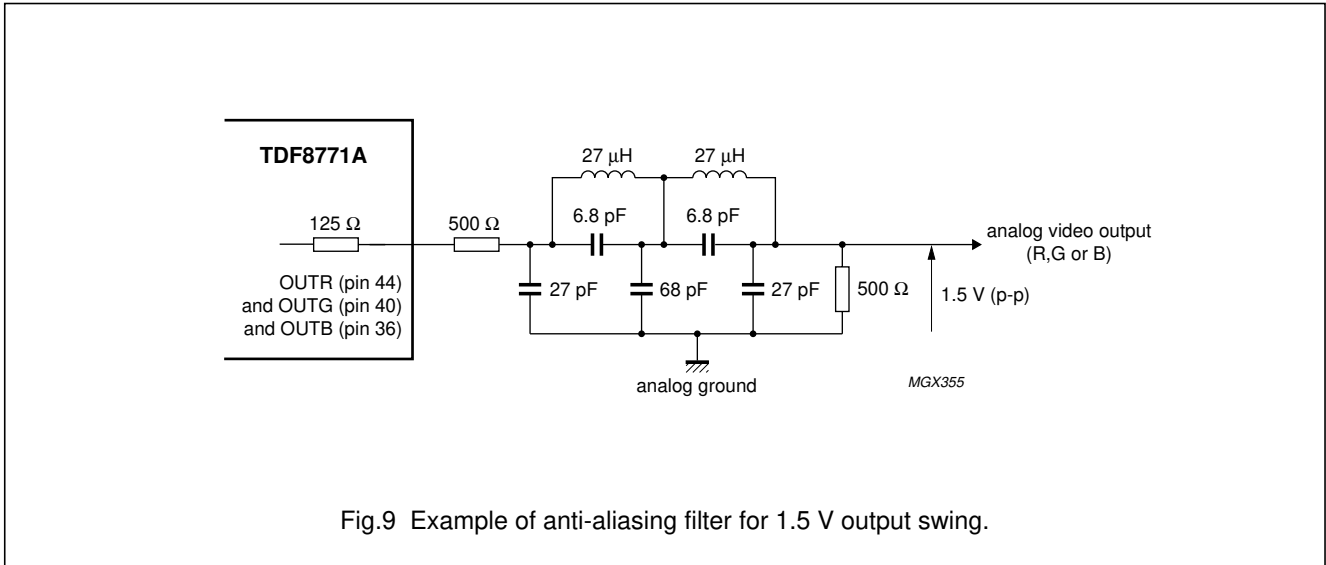 TDF8771A
125 Ω
OUTR (pin 44)
and OUTG (pin 40)
and OUTB (pin 36)
500 Ω
27 μH
27 μH
6.8 pF
6.8 pF
27 pF
68 pF
27 pF
500 Ω
analog ground
analog video output
(R,G or B)
1.5 V (p-p)
MGX355
Fig.9 Example of anti-aliasing filter for 1.5 V output swing.